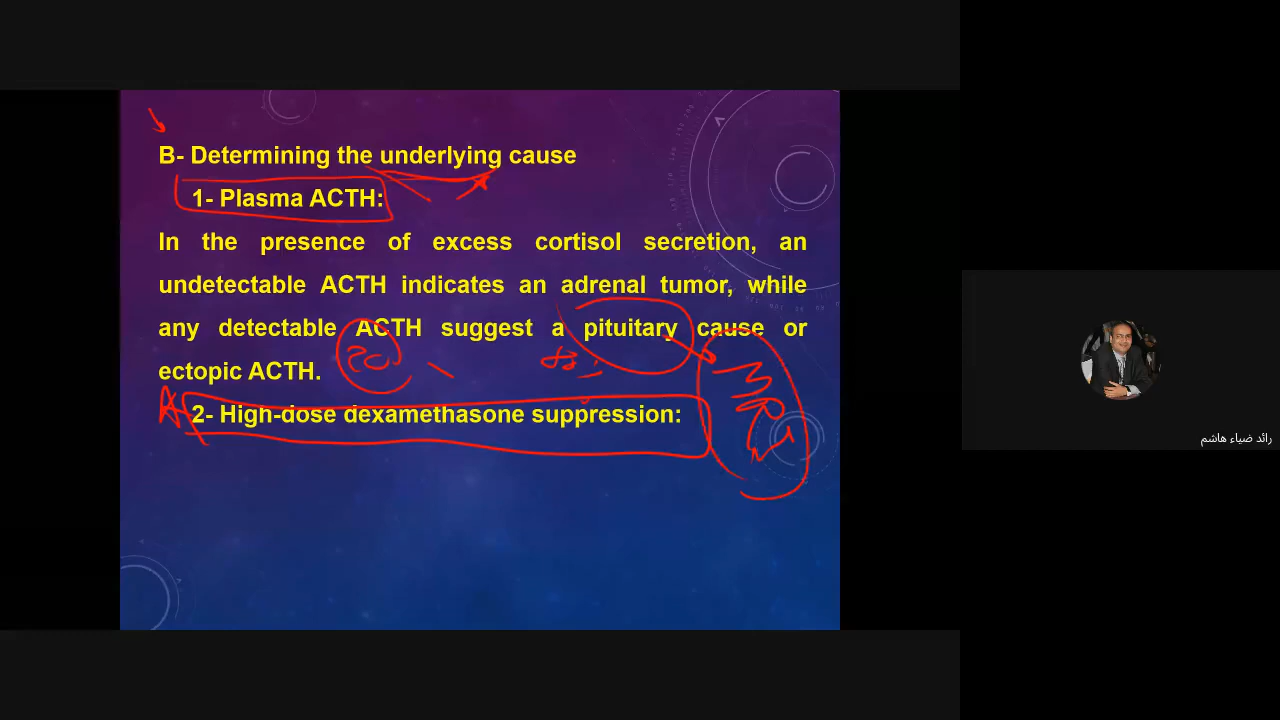 B- Determining the underlying cause
1- Plasma ACTH:
In the presence of excess cortisol secretion, an
undetectable ACTH indicates an adrenal tumor, while
any detectable ACTH suggest a pituitary cause or
ectopic ACTH.
2- High-dose dexamethasone suppression:
MRI
رائد ضياء هاشم